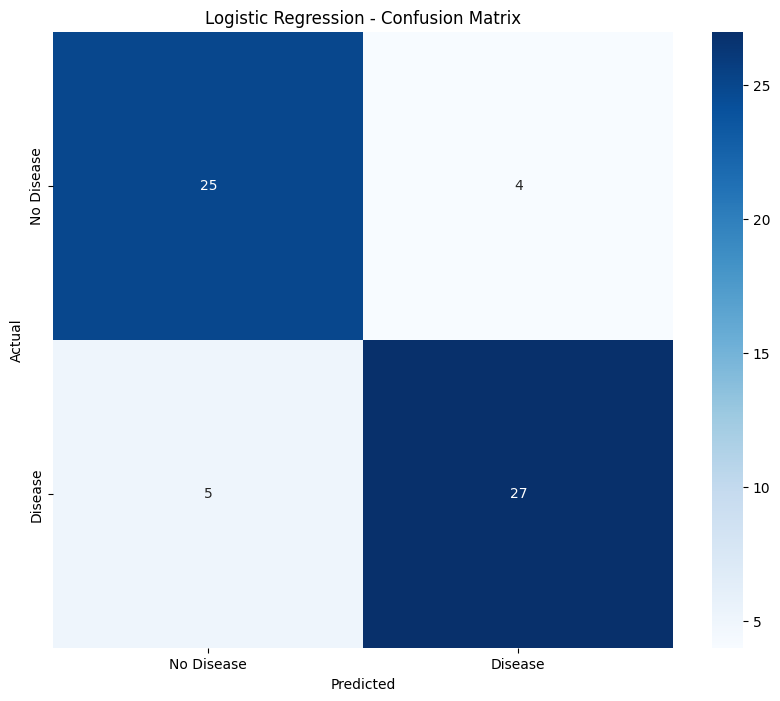 Logistic Regression - Confusion Matrix
No Disease
25
4
25
20
15
Actual
Disease
5
27
10
5
No Disease
Disease
Predicted